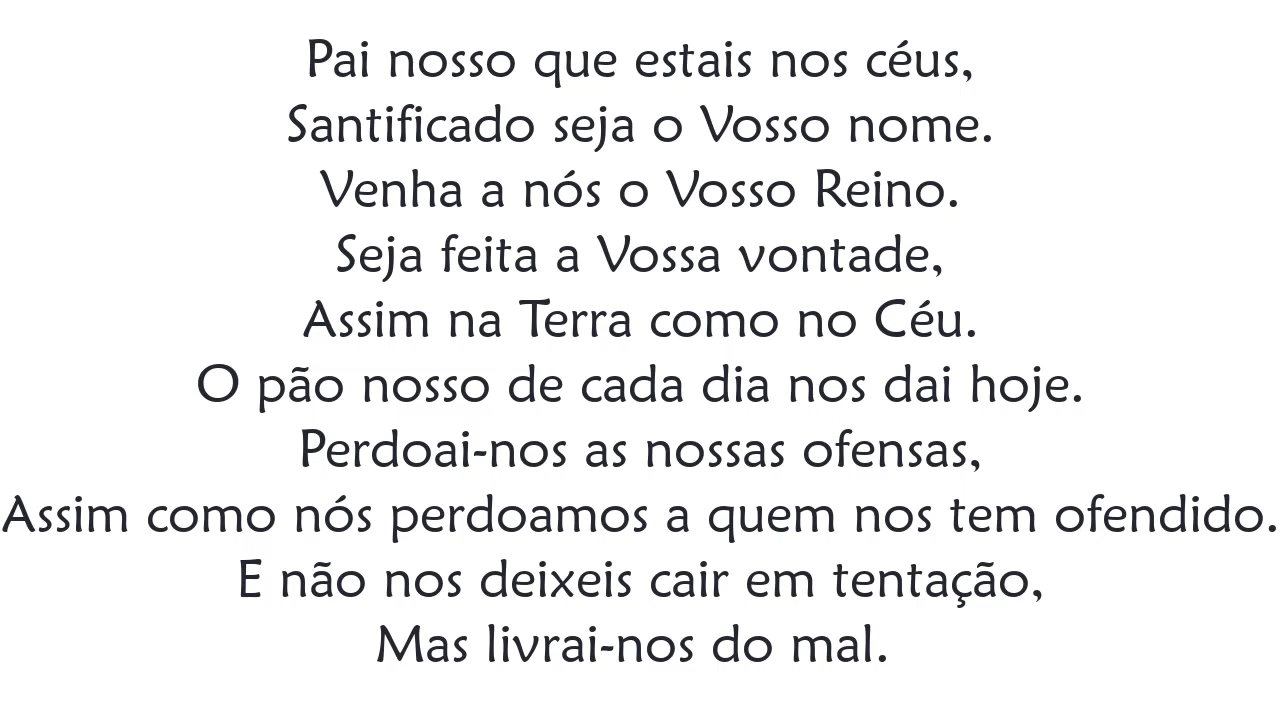 Pai nosso que estais nos céus,
Santificado seja o Vosso nome.
Venha a nós o Vosso Reino.
Seja feita a Vossa vontade,
Assim na Terra como no Céu.
O pão nosso de cada dia nos dai hoje.
Perdoai-nos as nossas ofensas,
Assim como nós perdoamos a quem nos tem ofendido.
E não nos deixeis cair em tentação,
Mas livrai-nos do mal.